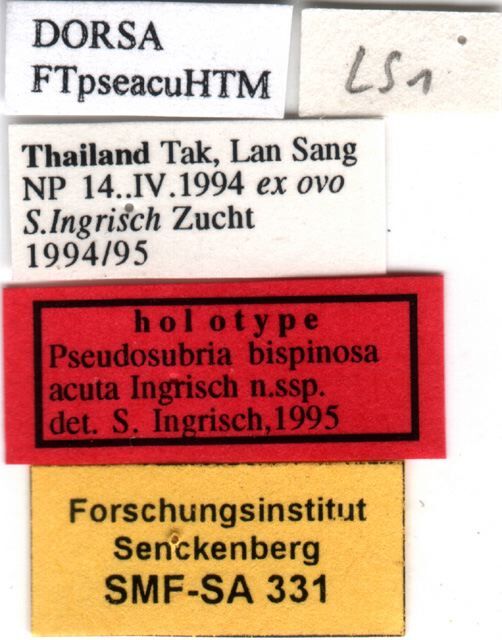 DORSA
FTpseacuHTM
LS1
Thailand Tak, Lan Sang
NP 14..IV.1994 ex ovo
S.Ingrisch Zucht
1994/95
holotype
Pseudosubria bispinosa
acuta Ingrisch n.ssp.
det. S. Ingrisch,1995
Forschungsinstitut
Senckenberg
SMF-SA 331